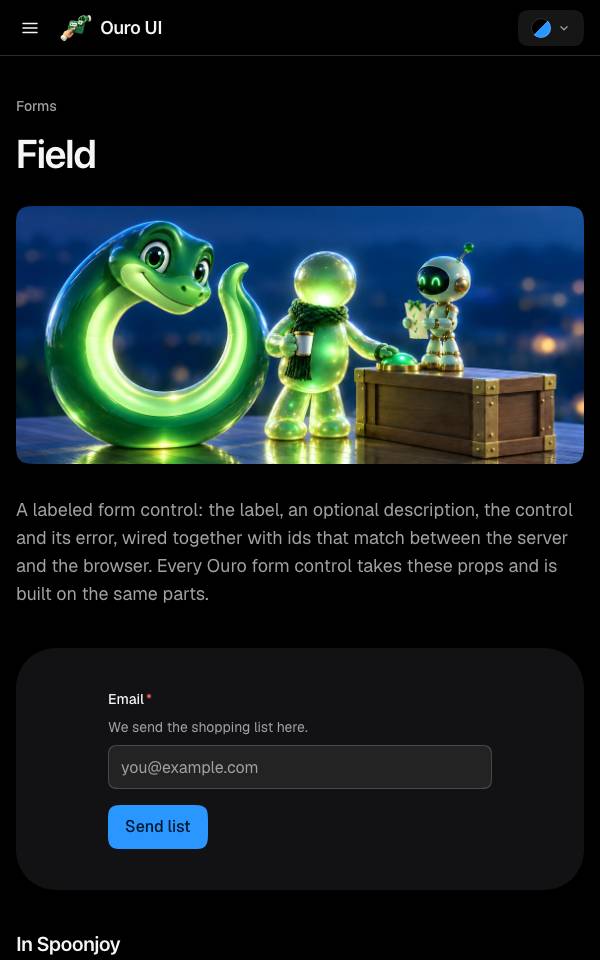 Ouro UI
Forms
Field
A labeled form control: the label, an optional description, the control
and its error, wired together with ids that match between the server
and the browser. Every Ouro form control takes these props and is
built on the same parts.
Email *
We send the shopping list here.
you@example.com
Send list
In Spoonjoy